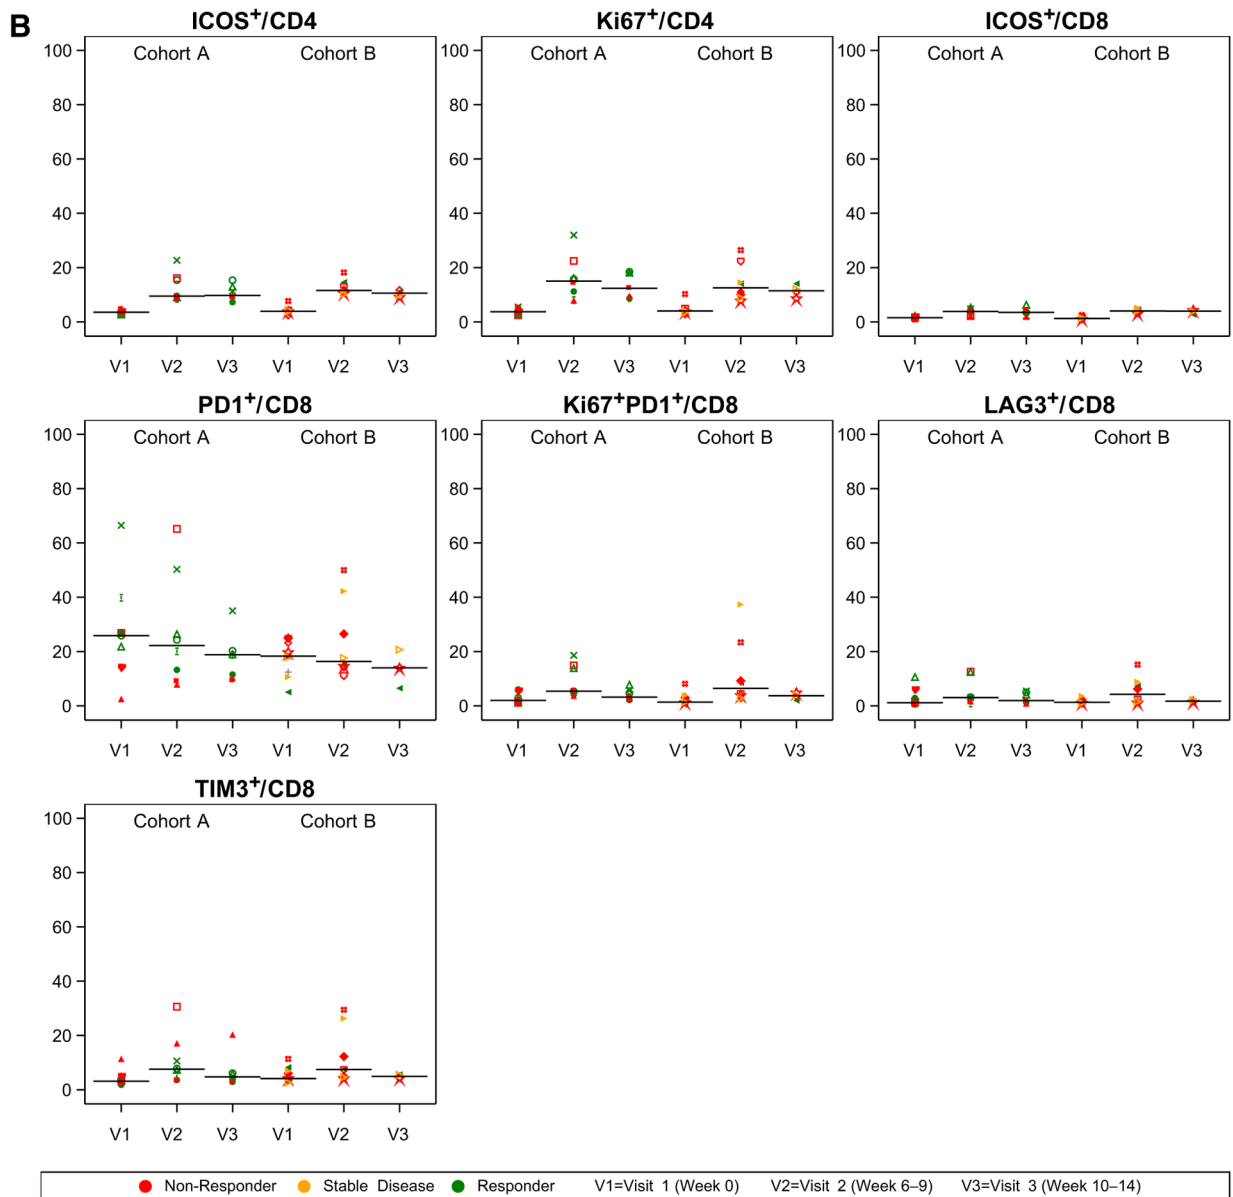 B
ICOS+/CD4 Ki67+/CD4 ICOS+/CD8
100 Cohort A Cohort B 100 Cohort A Cohort B 100 Cohort A Cohort B
80 80 80
60 60 60
40 40 40
20 20 20
0 0 0
V1 V2 V3 V1 V2 V3 V1 V2 V3 V1 V2 V3 V1 V2 V3 V1 V2 V3
PD1+/CD8 Ki67+PD1+/CD8 LAG3+/CD8
100 Cohort A Cohort B 100 Cohort A Cohort B 100 Cohort A Cohort B
80 80 80
60 60 60
40 40 40
20 20 20
0 0 0
V1 V2 V3 V1 V2 V3 V1 V2 V3 V1 V2 V3 V1 V2 V3 V1 V2 V3
TIM3+/CD8
100 Cohort A Cohort B
80
60
40
20
0
V1 V2 V3 V1 V2 V3
Non-Responder Stable Disease Responder V1=Visit 1 (Week 0) V2=Visit 2 (Week 6–9) V3=Visit 3 (Week 10–14)